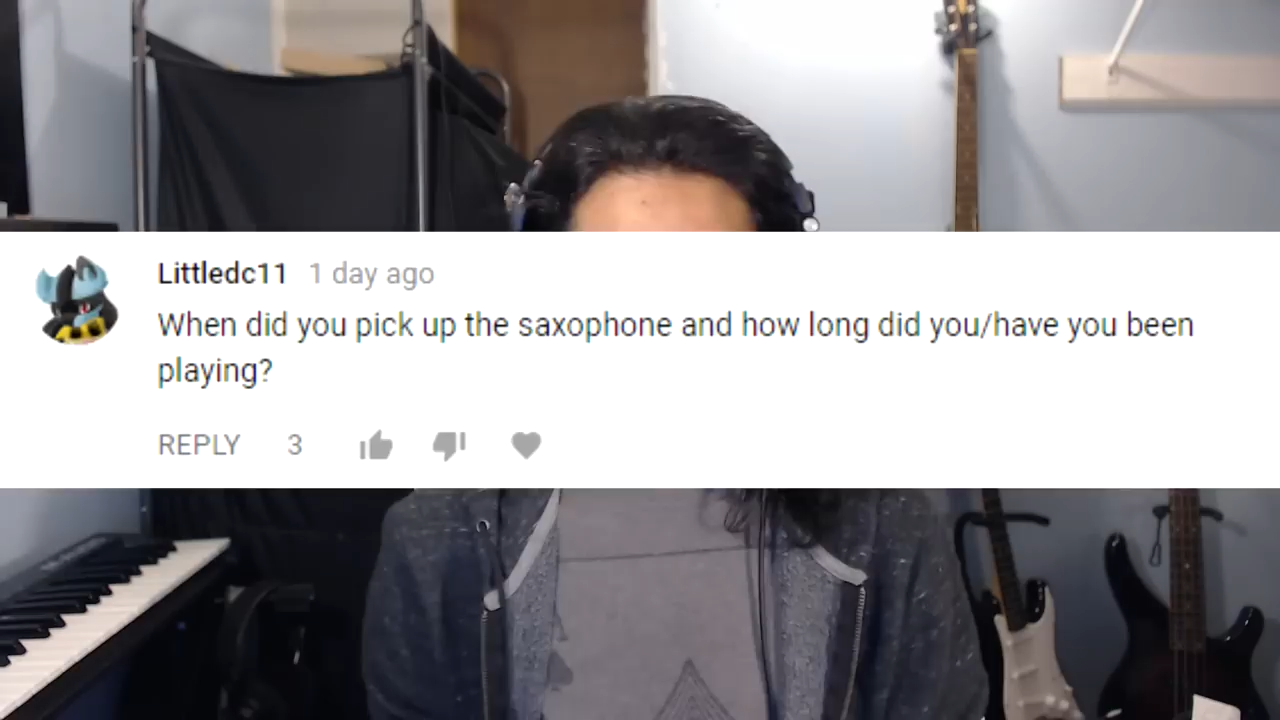 Littledc11 1 day ago
When did you pick up the saxophone and how long did you/have you been
playing?
REPLY 3